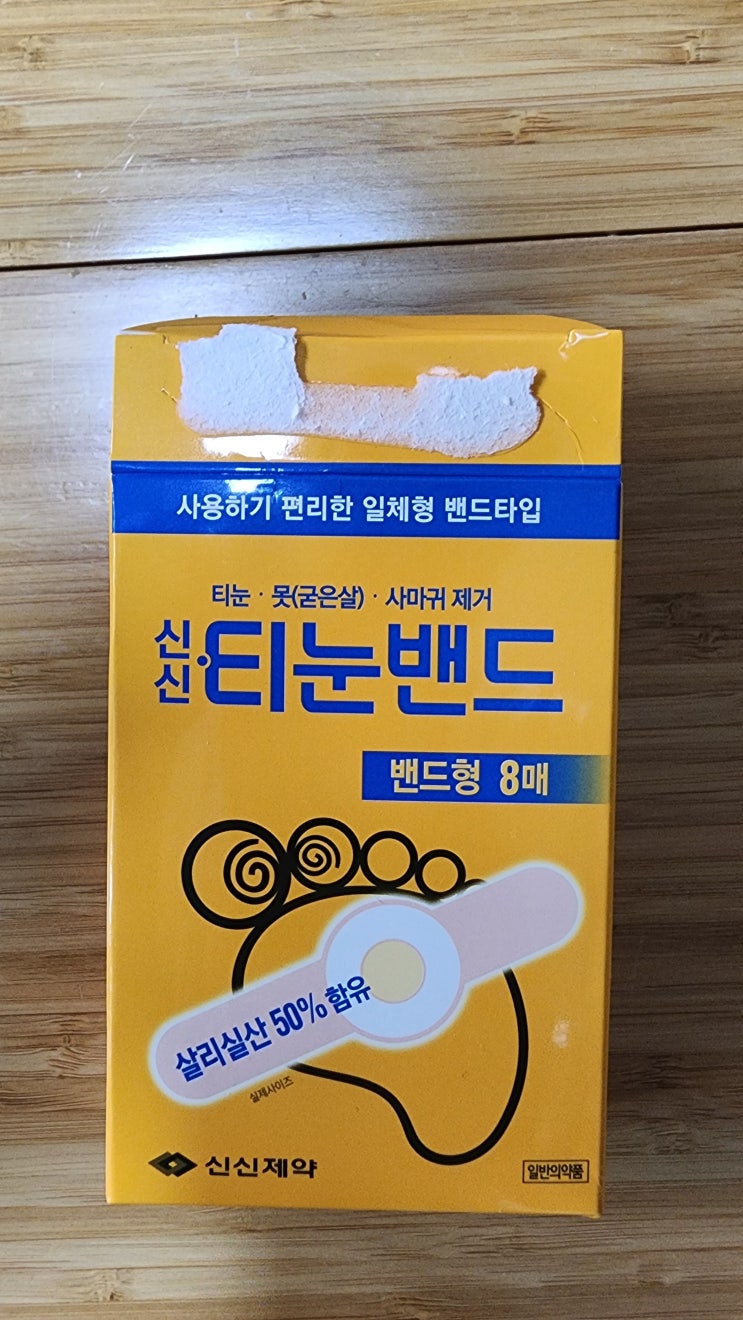 사용하기 편리한 일체형 밴드타입
티눈 · 못(굳은살) · 사마귀 제거
신신·티눈밴드
밴드형 8매
살리실산 50% 함유
실제사이즈
신신제약
일반의약품